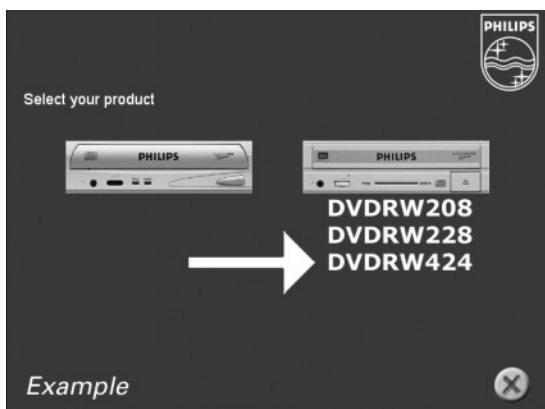 PHILIPS
Select your product
PHILIPS
PHILIPS
DVDRW208
DVDRW228
DVDRW424
Example